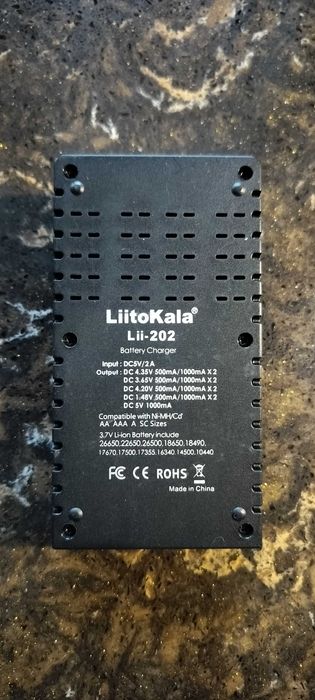 LiitoKala®
Lii-202
Battery Charger
Input : DC5V/2A
Output : DC 4.35V 500mA/1000mA X 2
DC 3.65V 500mA/1000mA X 2
DC 4.20V 500mA/1000mA X 2
DC 1.48V 500mA/1000mA X 2
DC 5V 1000mA
Compatible with Ni-MH/Cd
AA AAA A SC Sizes
3.7V Li-ion Battery include
26650,22650,26500,18650,18490,
17670,17500,17355,16340,14500,10440
FC CE ROHS
Made in China